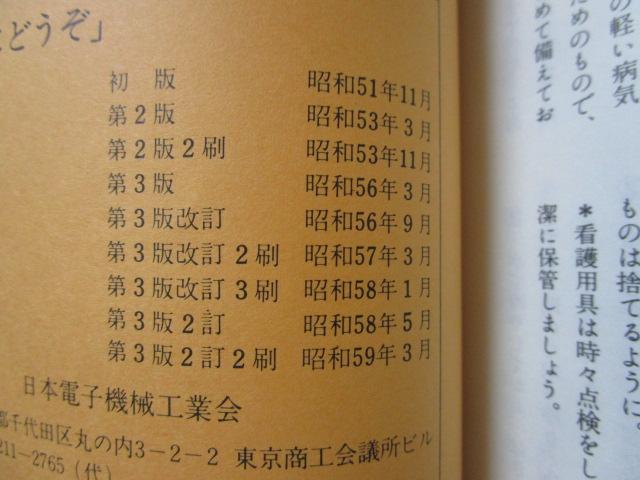 どうぞ」
初版 昭和51年11月
第2版 昭和53年3月
第2版2刷 昭和53年11月
第3版 昭和56年3月
第3版改訂 昭和56年9月
第3版改訂2刷 昭和57年3月
第3版改訂3刷 昭和58年1月
第3版2訂 昭和58年5月
第3版2訂2刷 昭和59年3月
日本電子機械工業会
都千代田区丸の内3-2-2 東京商工会議所ビル
211-2765(代)
の軽い病気
ためのもので、
めて備えてお
ものは捨てるように。
*看護用具は時々点検をし
潔に保管しましょう。